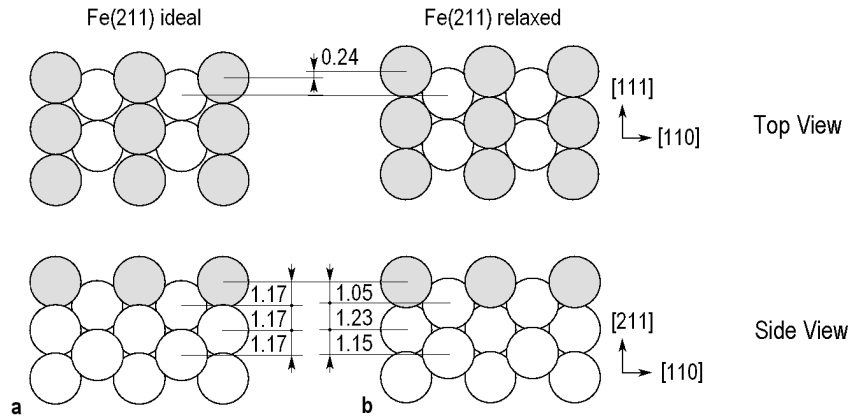 Fe(211) ideal
Fe(211) relaxed
0.24
[111]
[110]
Top View
1.17
1.17
1.17
1.05
1.23
1.15
[211]
[110]
Side View
a
b